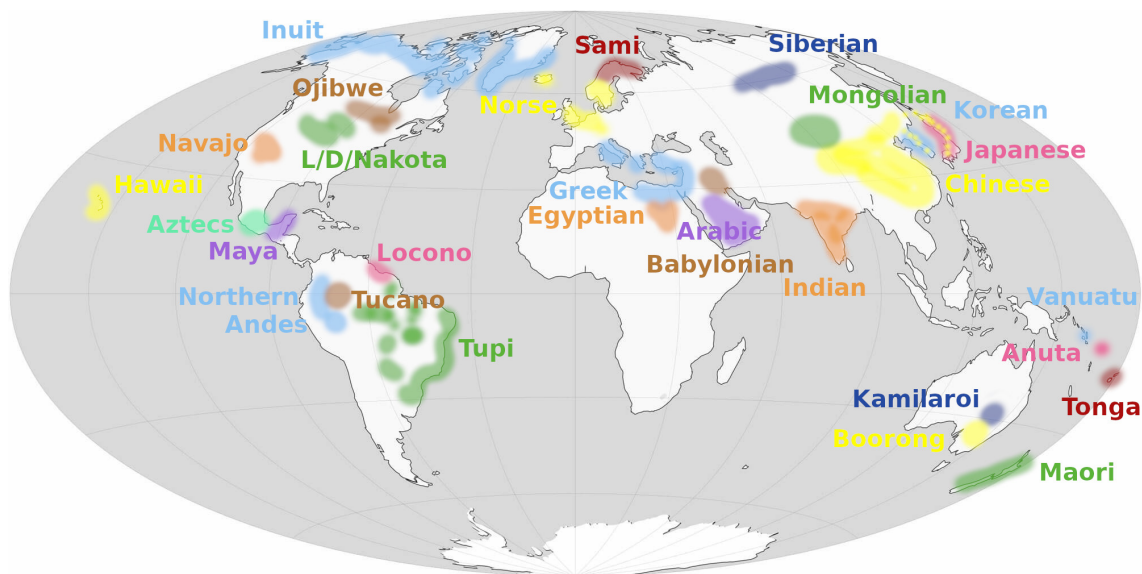 Inuit
Siberian
Sami
Ojibwe
Mongolian
Norse
Korean
Navajo
L/D/Nakota
Japanese
Hawaii
Greek
Chinese
Aztecs
Egyptian
Maya
Arabic
Locono
Babylonian
Indian
Northern
Andes
Tucano
Vanuatu
Tupi
Anuta
Kamilaroi
Tonga
Boorong
Maori